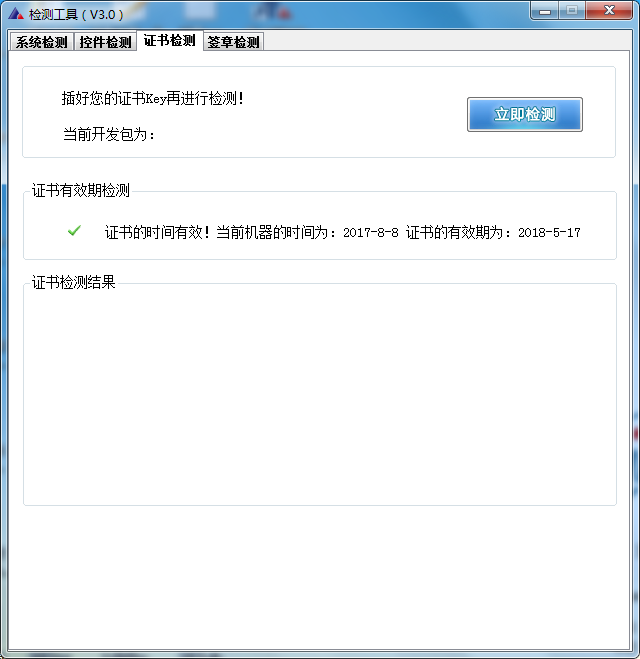 检测工具（V3.0）
系统检测 控件检测 证书检测 签章检测
插好您的证书Key再进行检测！
立即检测
当前开发包为：
证书有效期检测
证书的时间有效！当前机器的时间为：2017-8-8 证书的有效期为：2018-5-17
证书检测结果